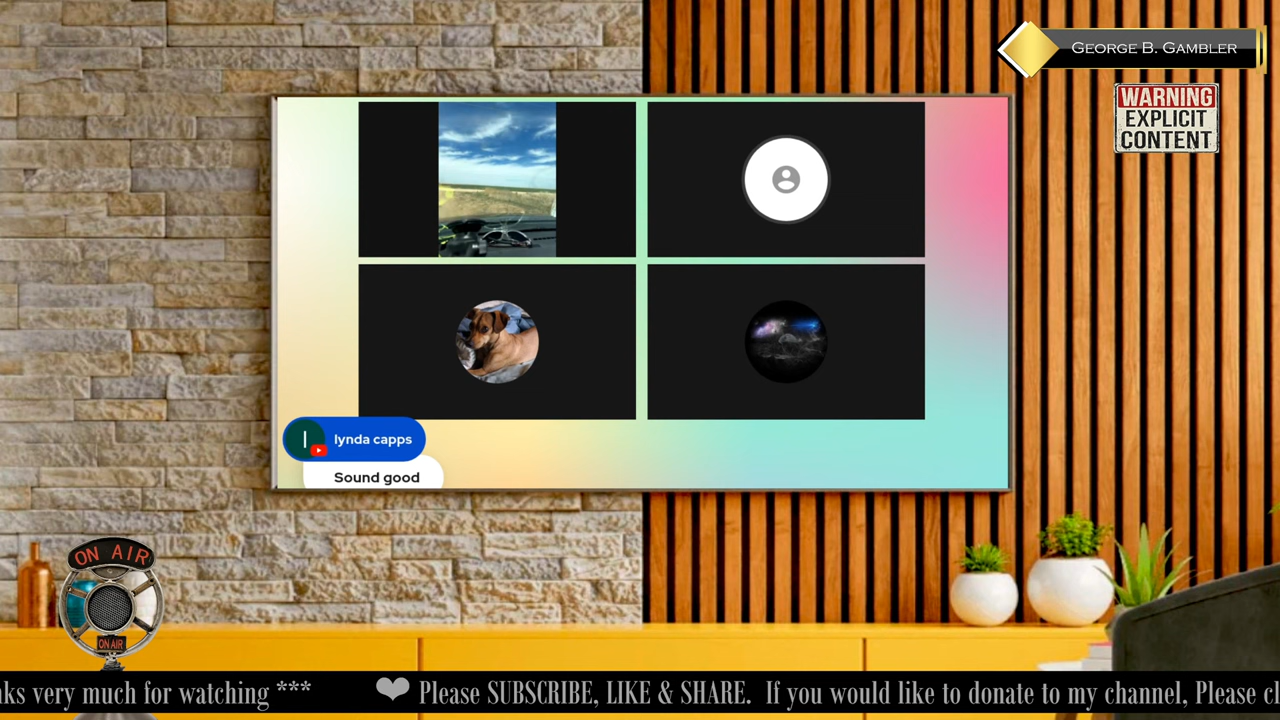 George B. Gambler
WARNING
EXPLICIT
CONTENT
l
lynda capps
Sound good
ON AIR
ON AIR
nks very much for watching *** ❤ Please SUBSCRIBE, LIKE & SHARE. If you would like to donate to my channel, Please cl